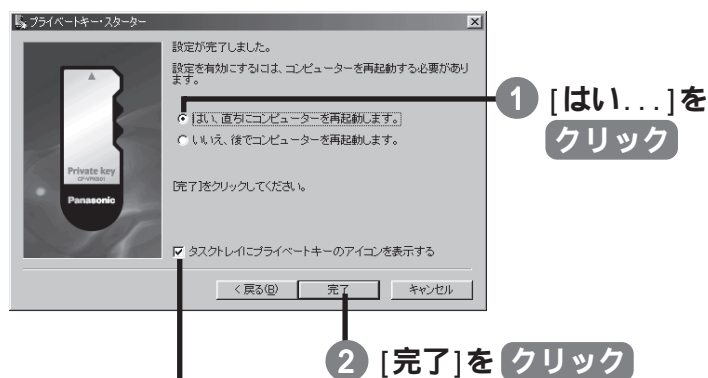 プライベートキー・スターター
設定が完了しました。
設定を有効にするには、コンピューターを再起動する必要があり
ます。
はい、直ちにコンピューターを再起動します。
いいえ、後でコンピューターを再起動します。
[完了]をクリックしてください。
タスクトレイにプライベートキーのアイコンを表示する
< 戻る(B)
完了
キャンセル
Private key
CP-VPK021
Panasonic
1 [はい...]を
クリック
2 [完了]を クリック